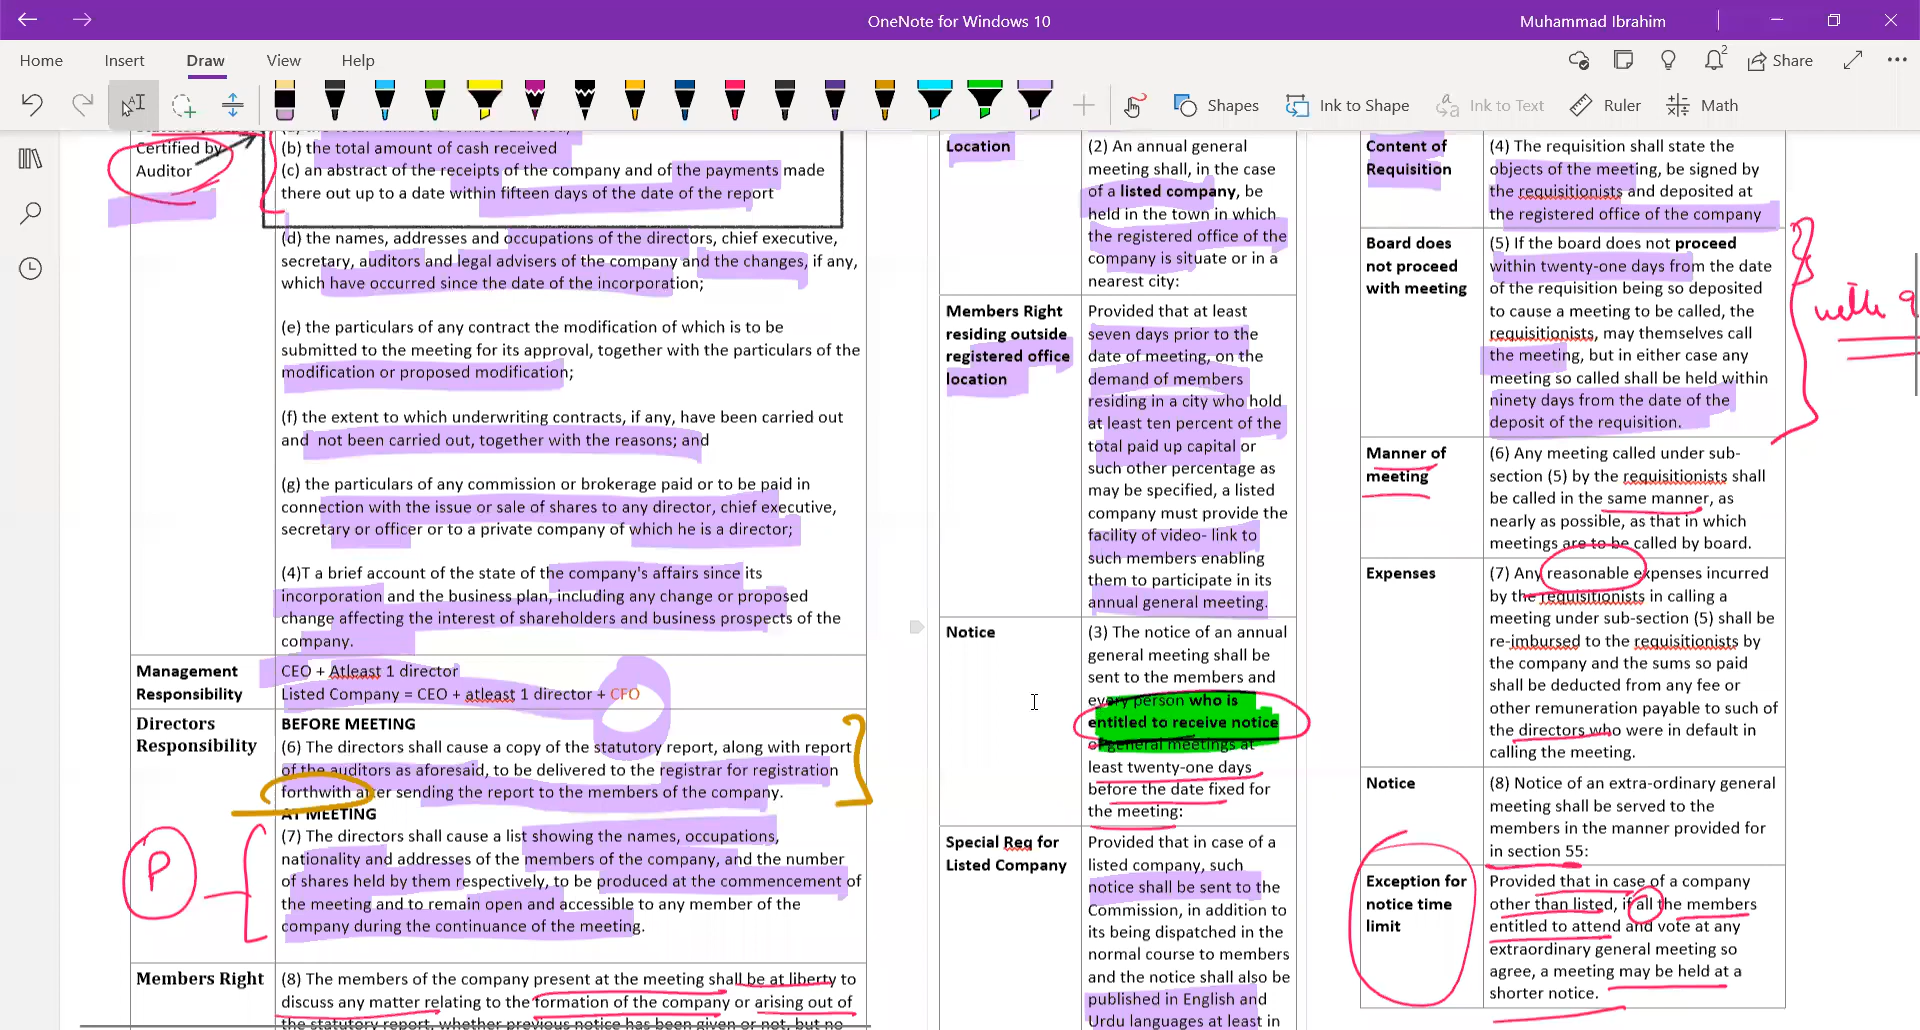 OneNote for Windows 10
Muhammad Ibrahim
Home Insert Draw View Help
2
Share
Shapes Ink to Shape Ink to Text Ruler Math
Certified by
Auditor
(b) the total amount of cash received
(c) an abstract of the receipts of the company and of the payments made
there out up to a date within fifteen days of the date of the report
(d) the names, addresses and occupations of the directors, chief executive,
secretary, auditors and legal advisers of the company and the changes, if any,
which have occurred since the date of the incorporation;
(e) the particulars of any contract the modification of which is to be
submitted to the meeting for its approval, together with the particulars of the
modification or proposed modification;
(f) the extent to which underwriting contracts, if any, have been carried out
and not been carried out, together with the reasons; and
(g) the particulars of any commission or brokerage paid or to be paid in
connection with the issue or sale of shares to any director, chief executive,
secretary or officer or to a private company of which he is a director;
(4)T a brief account of the state of the company's affairs since its
incorporation and the business plan, including any change or proposed
change affecting the interest of shareholders and business prospects of the
company.
Management
Responsibility
CEO + Atleast 1 director
Listed Company = CEO + atleast 1 director + CFO
Directors
Responsibility
BEFORE MEETING
(6) The directors shall cause a copy of the statutory report, along with report
of the auditors as aforesaid, to be delivered to the registrar for registration
forthwith after sending the report to the members of the company.
AT MEETING
(7) The directors shall cause a list showing the names, occupations,
nationality and addresses of the members of the company, and the number
of shares held by them respectively, to be produced at the commencement of
the meeting and to remain open and accessible to any member of the
company during the continuance of the meeting.
P
Members Right
(8) The members of the company present at the meeting shall be at liberty to
discuss any matter relating to the formation of the company or arising out of
the statutory report, whether previous notice has been given or not, but no
Location
(2) An annual general
meeting shall, in the case
of a listed company, be
held in the town in which
the registered office of the
company is situate or in a
nearest city:
Members Right
residing outside
registered office
location
Provided that at least
seven days prior to the
date of meeting, on the
demand of members
residing in a city who hold
at least ten percent of the
total paid up capital or
such other percentage as
may be specified, a listed
company must provide the
facility of video- link to
such members enabling
them to participate in its
annual general meeting.
Notice
(3) The notice of an annual
general meeting shall be
sent to the members and
every person who is
entitled to receive notice
of general meetings at
least twenty-one days
before the date fixed for
the meeting:
Special Req for
Listed Company
Provided that in case of a
listed company, such
notice shall be sent to the
Commission, in addition to
its being dispatched in the
normal course to members
and the notice shall also be
published in English and
Urdu languages at least in
Content of
Requisition
(4) The requisition shall state the
objects of the meeting, be signed by
the requisitionists and deposited at
the registered office of the company
Board does
not proceed
with meeting
(5) If the board does not proceed
within twenty-one days from the date
of the requisition being so deposited
to cause a meeting to be called, the
requisitionists, may themselves call
the meeting, but in either case any
meeting so called shall be held within
ninety days from the date of the
deposit of the requisition.
Manner of
meeting
(6) Any meeting called under sub-
section (5) by the requisitionists shall
be called in the same manner, as
nearly as possible, as that in which
meetings are to be called by board.
Expenses
(7) Any reasonable expenses incurred
by the requisitionists in calling a
meeting under sub-section (5) shall be
re-imbursed to the requisitionists by
the company and the sums so paid
shall be deducted from any fee or
other remuneration payable to such of
the directors who were in default in
calling the meeting.
Notice
(8) Notice of an extra-ordinary general
meeting shall be served to the
members in the manner provided for
in section 55:
Exception for
notice time
limit
Provided that in case of a company
other than listed, if all the members
entitled to attend and vote at any
extraordinary general meeting so
agree, a meeting may be held at a
shorter notice.